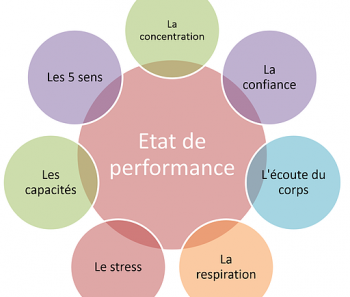 La
concentration
Les 5 sens
La
confiance
Etat de
performance
Les
capacités
L'écoute du
corps
Le stress
La
respiration